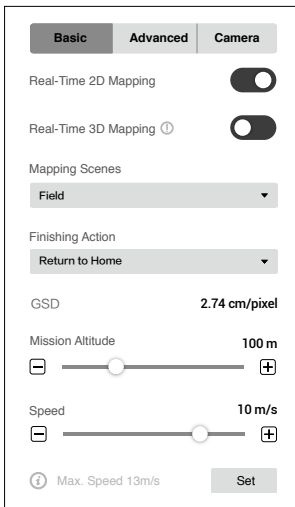 Basic Advanced Camera
Real-Time 2D Mapping
Real-Time 3D Mapping
Mapping Scenes
Field
Finishing Action
Return to Home
GSD 2.74 cm/pixel
Mission Altitude 100 m
Speed 10 m/s
Max. Speed 13m/s Set